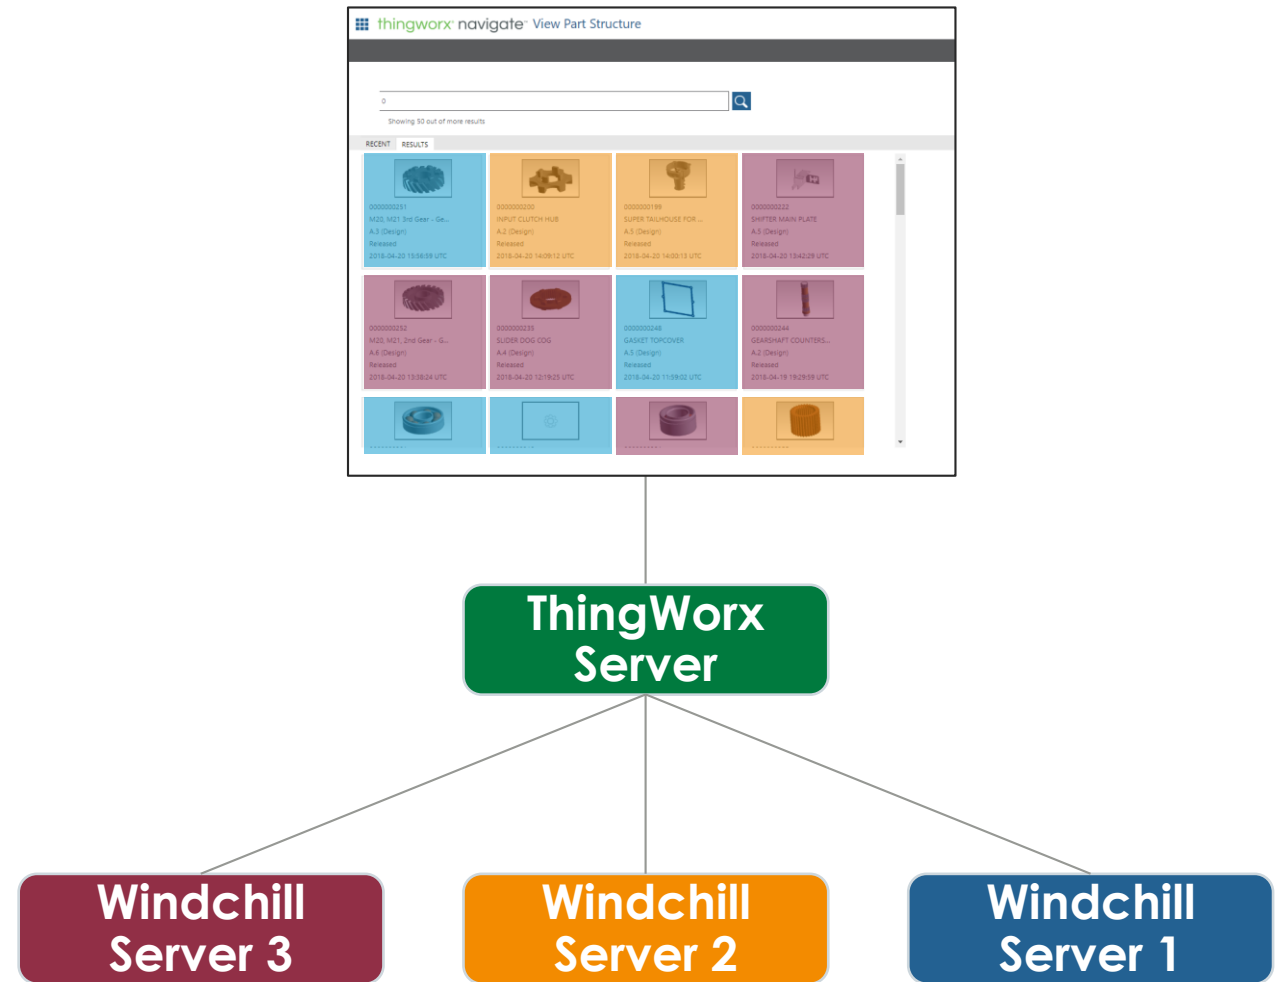 thingworx navigate View Part Structure
0
Showing 50 out of more results
RECENT RESULTS
0000000251
M20, M21 3rd Gear - Ge...
A.3 (Design)
Released
2018-04-20 15:56:59 UTC
0000000200
INPUT CLUTCH HUB
A.2 (Design)
Released
2018-04-20 14:09:12 UTC
0000000199
SUPER TAILHOUSE FOR ...
A.5 (Design)
Released
2018-04-20 14:00:13 UTC
0000000222
SHIFTER MAIN PLATE
A.5 (Design)
Released
2018-04-20 13:42:29 UTC
0000000252
M20, M21, 2nd Gear - G...
A.6 (Design)
Released
2018-04-20 13:38:04 UTC
0000000235
SLIDER DOG COG
A.4 (Design)
Released
2018-04-20 12:19:25 UTC
0000000248
GASKET TOPCOVER
A.5 (Design)
Released
2018-04-20 11:59:02 UTC
0000000244
GEARSHAFT COUNTERS...
A.2 (Design)
Released
2018-04-19 19:29:59 UTC
ThingWorx
Server
Windchill
Server 3
Windchill
Server 2
Windchill
Server 1